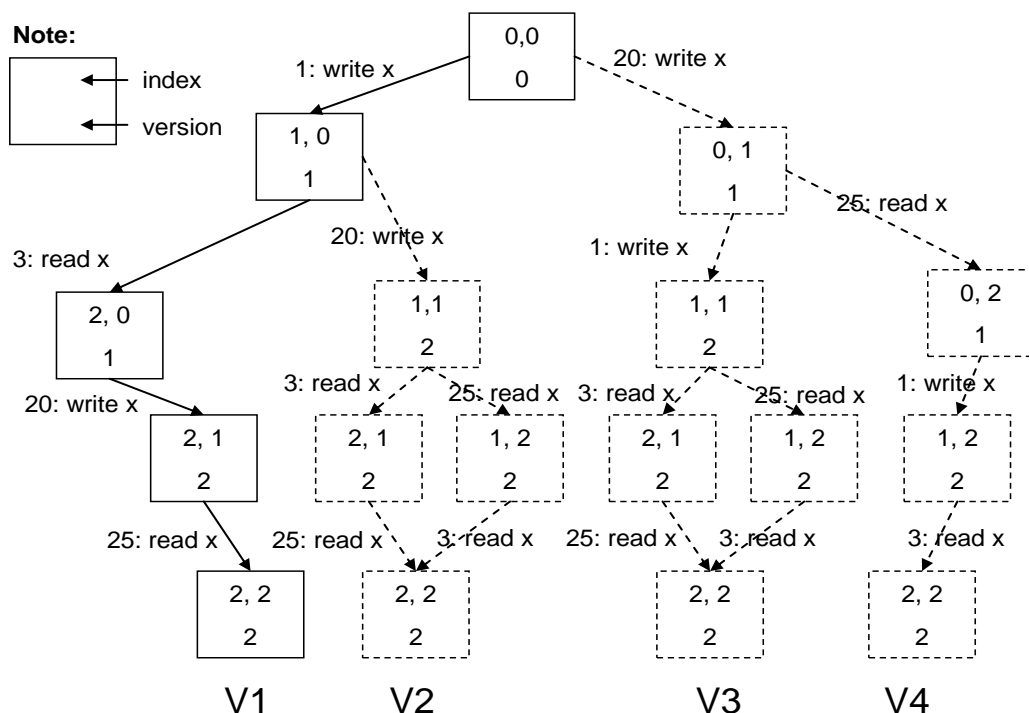 Note:
index
version
0,0
0
1: write x
20: write x
1, 0
1
0, 1
1
20: write x
25: read x
3: read x
1: write x
2, 0
1
1,1
2
1, 1
2
0, 2
1
20: write x
3: read x
25: read x
3: read x
25: read x
1: write x
2, 1
2
2, 1
2
1, 2
2
2, 1
2
1, 2
2
1, 2
2
25: read x
25: read x
3: read x
25: read x
3: read x
3: read x
2, 2
2
2, 2
2
2, 2
2
2, 2
2
V1
V2
V3
V4